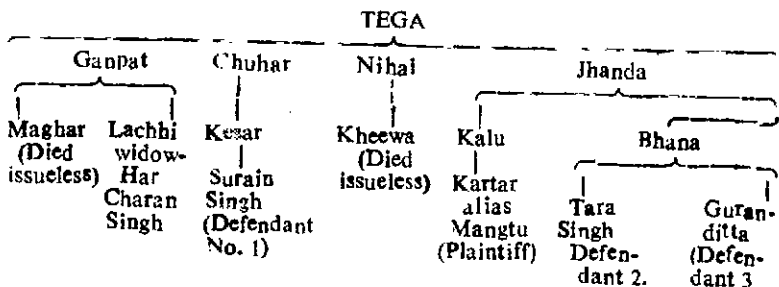 TEGA
Ganpat Chuhar Nihal Jhanda
Maghar Lachhi Kesar Kheewa Kalu Bhana
(Died widow- (Died
issueless) Har Surain issueless) Kartar Tara Guran-
Charan Singh alias Singh ditta
Singh (Defendant Mangtu Defen- (Defen-
No. 1) (Plaintiff) dant 2. dant 3